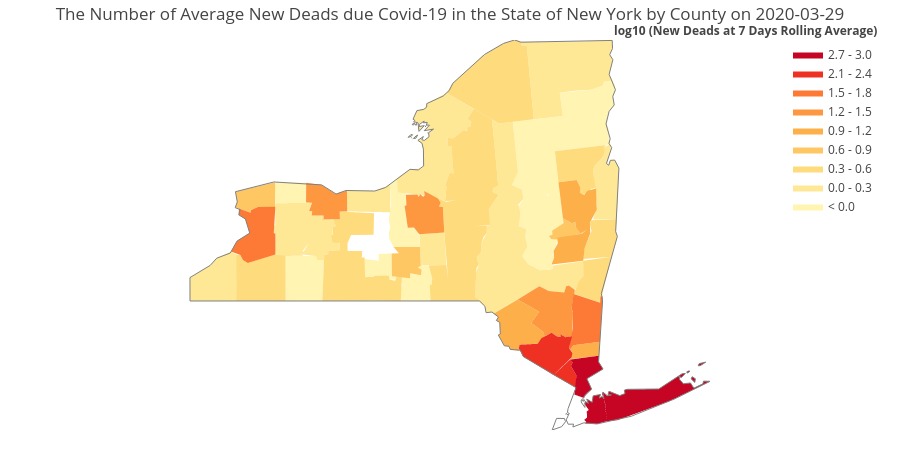 The Number of Average New Deads due Covid-19 in the State of New York by County on 2020-03-29
log10 (New Deads at 7 Days Rolling Average)
2.7 - 3.0
2.1 - 2.4
1.5 - 1.8
1.2 - 1.5
0.9 - 1.2
0.6 - 0.9
0.3 - 0.6
0.0 - 0.3
< 0.0